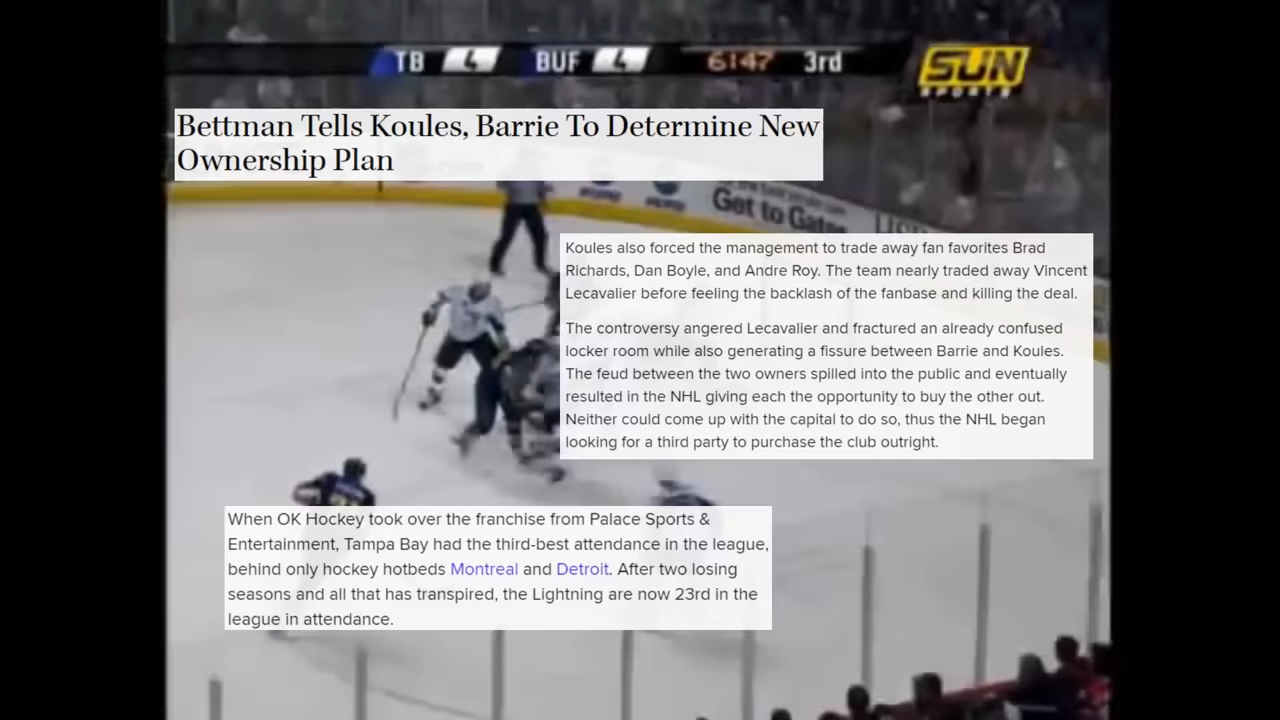 TB 4 BUF 4 6:47 3rd
SUN
SPORTS
Bettman Tells Koules, Barrie To Determine New
Ownership Plan
PEPSI
Get to Gate
Koules also forced the management to trade away fan favorites Brad
Richards, Dan Boyle, and Andre Roy. The team nearly traded away Vincent
Lecavalier before feeling the backlash of the fanbase and killing the deal.
The controversy angered Lecavalier and fractured an already confused
locker room while also generating a fissure between Barrie and Koules.
The feud between the two owners spilled into the public and eventually
resulted in the NHL giving each the opportunity to buy the other out.
Neither could come up with the capital to do so, thus the NHL began
looking for a third party to purchase the club outright.
When OK Hockey took over the franchise from Palace Sports &
Entertainment, Tampa Bay had the third-best attendance in the league,
behind only hockey hotbeds Montreal and Detroit. After two losing
seasons and all that has transpired, the Lightning are now 23rd in the
league in attendance.